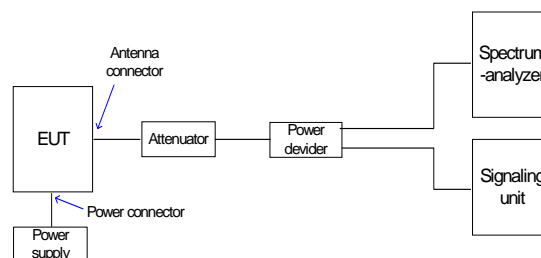 Antenna
connector
EUT
Attenuator
Power
devider
Spectrum
-analyzer
Signaling
unit
Power connector
Power
supply